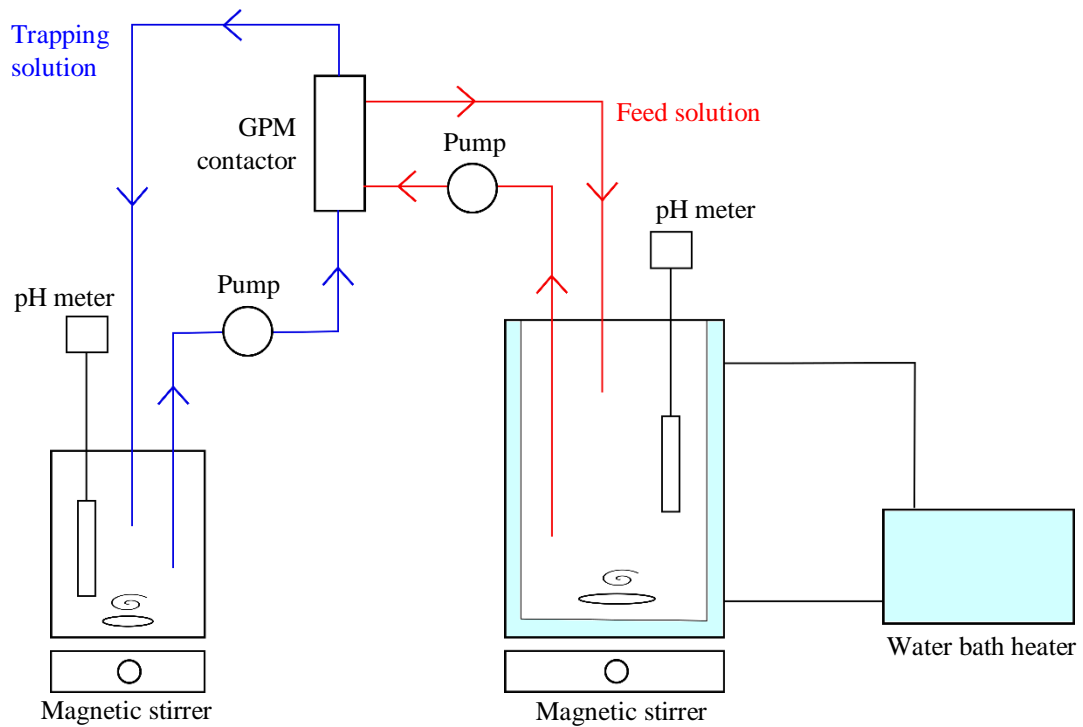 Trapping
solution
GPM
contactor
Feed solution
Pump
pH meter
Pump
pH meter
Water bath heater
Magnetic stirrer
Magnetic stirrer